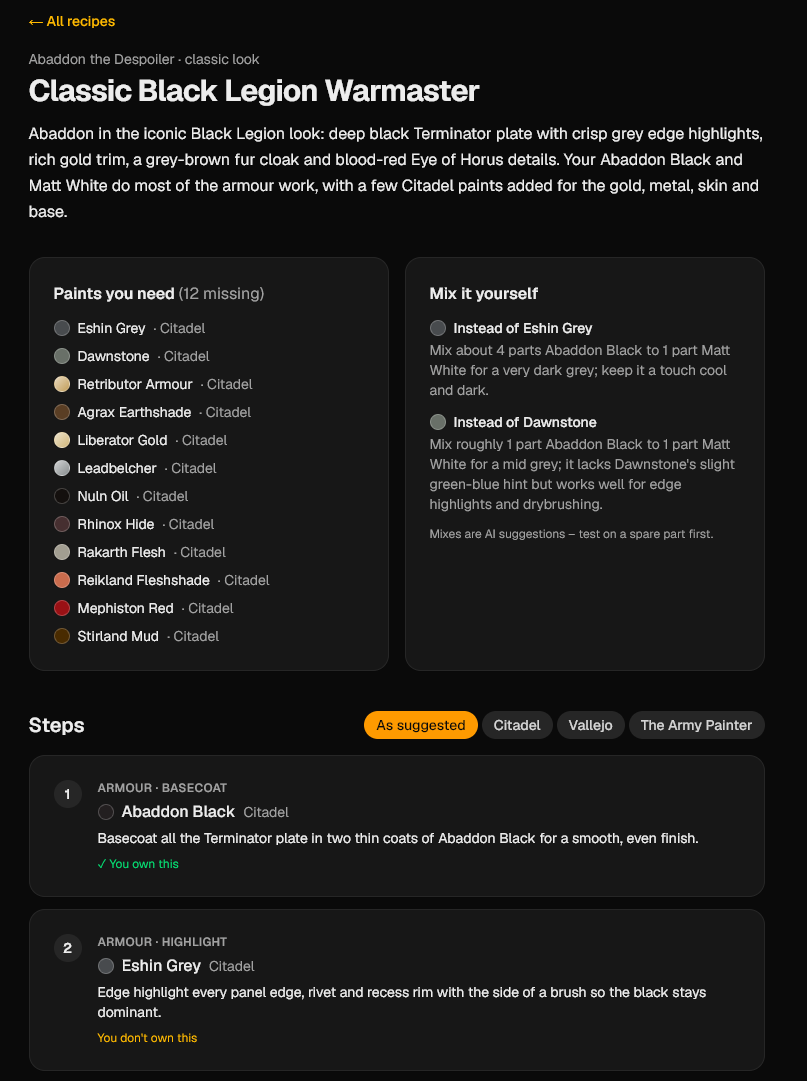 ← All recipes
Abaddon the Despoiler · classic look
Classic Black Legion Warmaster
Abaddon in the iconic Black Legion look: deep black Terminator plate with crisp grey edge highlights,
rich gold trim, a grey-brown fur cloak and blood-red Eye of Horus details. Your Abaddon Black and
Matt White do most of the armour work, with a few Citadel paints added for the gold, metal, skin and
base.
Paints you need (12 missing)
Eshin Grey · Citadel
Dawnstone · Citadel
Retributor Armour · Citadel
Agrax Earthshade · Citadel
Liberator Gold · Citadel
Leadbelcher · Citadel
Nuln Oil · Citadel
Rhinox Hide · Citadel
Rakarth Flesh · Citadel
Reikland Fleshshade · Citadel
Mephiston Red · Citadel
Stirland Mud · Citadel
Mix it yourself
Instead of Eshin Grey
Mix about 4 parts Abaddon Black to 1 part Matt
White for a very dark grey; keep it a touch cool
and dark.
Instead of Dawnstone
Mix roughly 1 part Abaddon Black to 1 part Matt
White for a mid grey; it lacks Dawnstone's slight
green-blue hint but works well for edge
highlights and drybrushing.
Mixes are AI suggestions – test on a spare part first.
Steps
As suggested
Citadel
Vallejo
The Army Painter
1
ARMOUR · BASECOAT
Abaddon Black Citadel
Basecoat all the Terminator plate in two thin coats of Abaddon Black for a smooth, even finish.
✓ You own this
2
ARMOUR · HIGHLIGHT
Eshin Grey Citadel
Edge highlight every panel edge, rivet and recess rim with the side of a brush so the black stays
dominant.
You don't own this